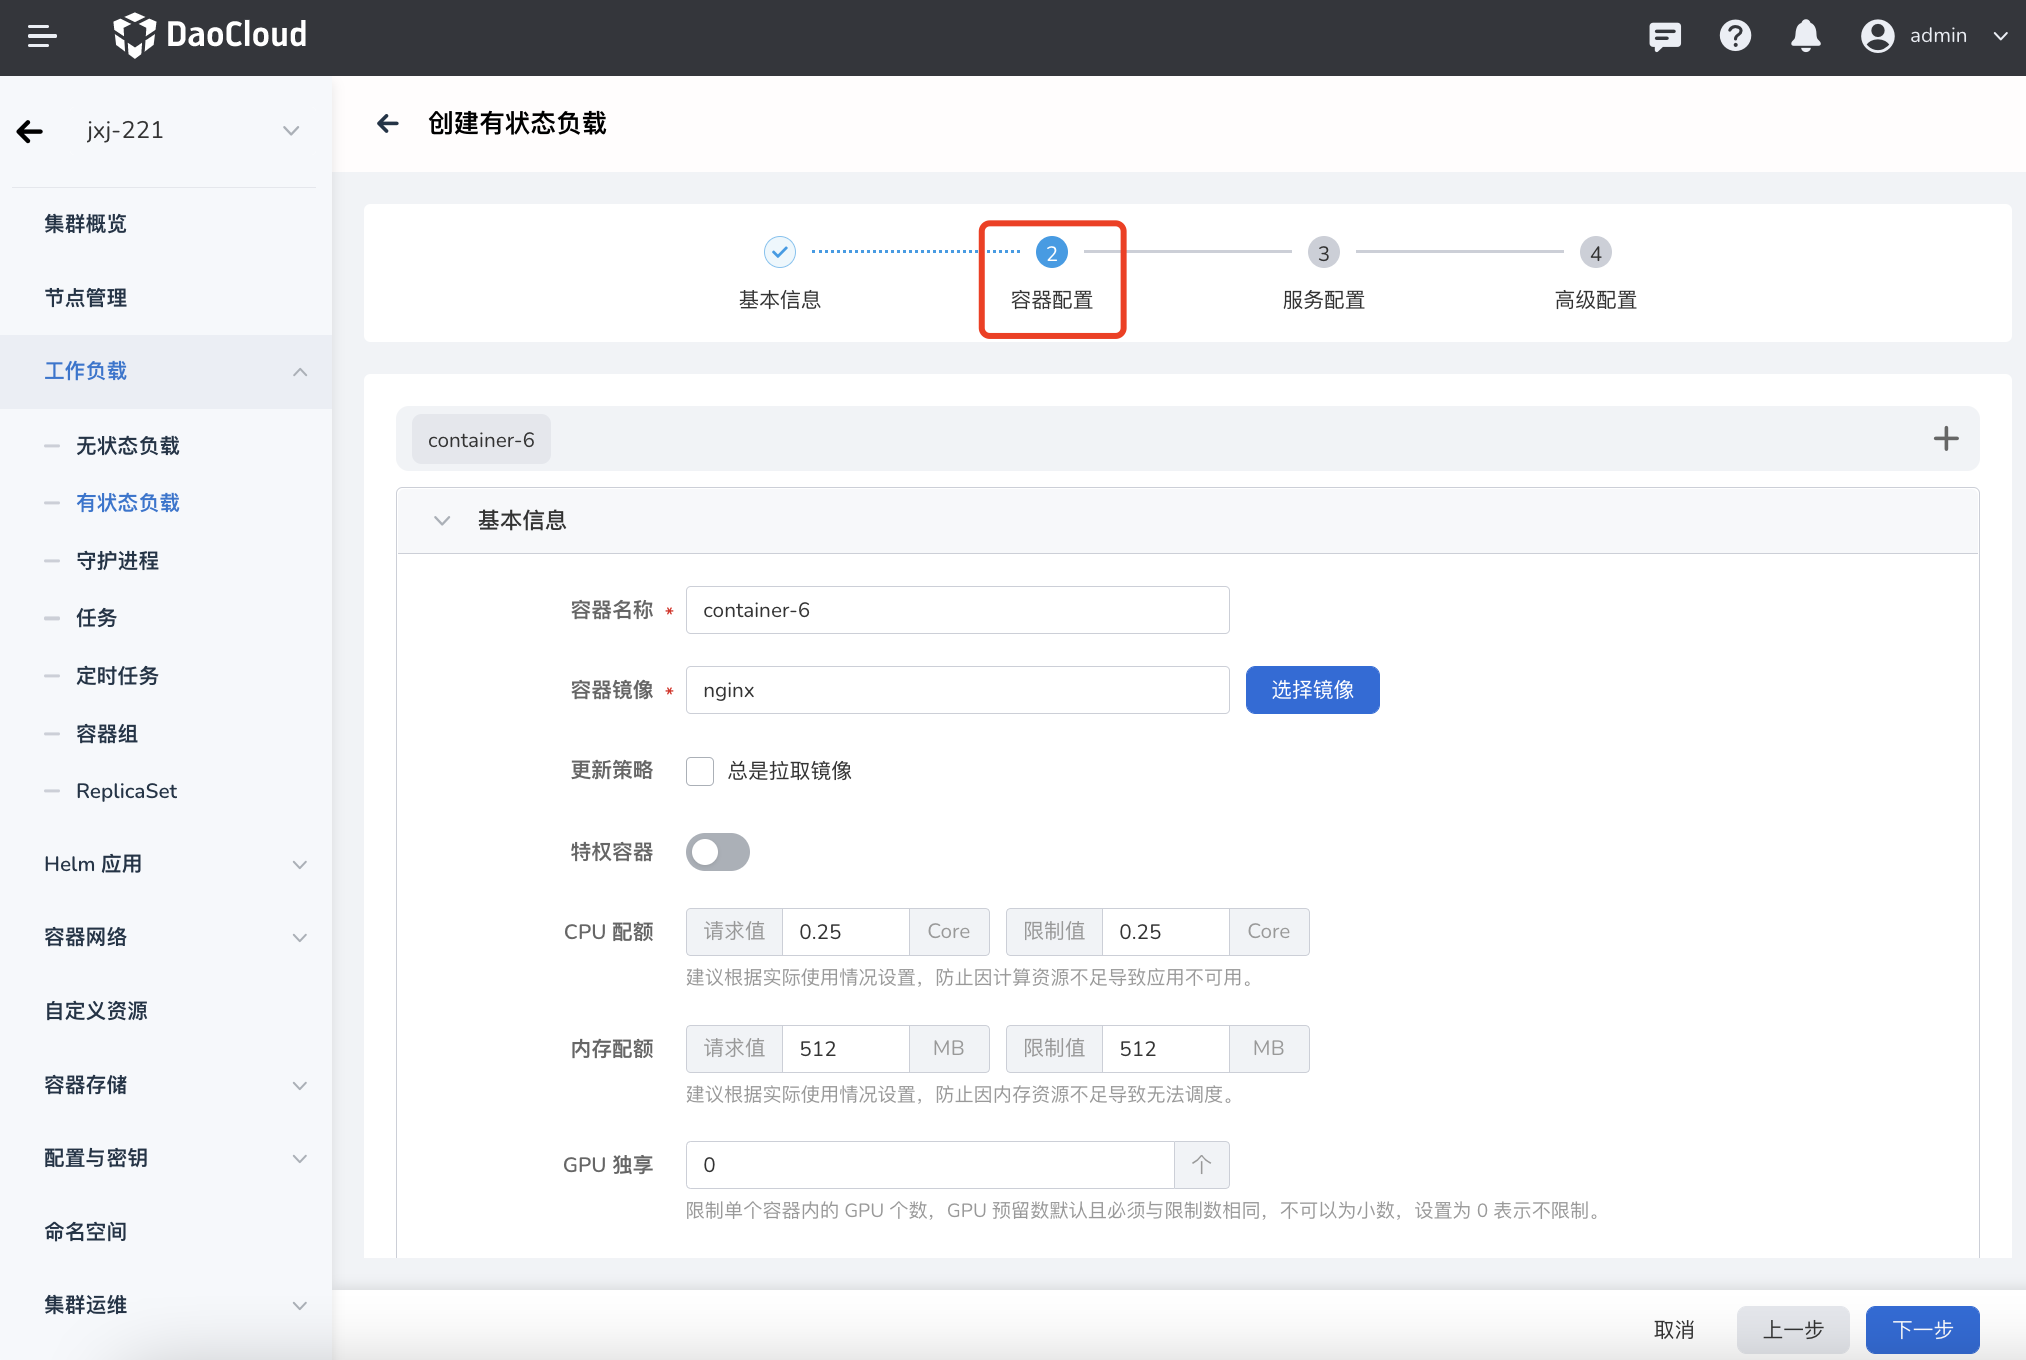 DaoCloud
admin
jxj-221
集群概览
节点管理
工作负载
无状态负载
有状态负载
守护进程
任务
定时任务
容器组
ReplicaSet
Helm 应用
容器网络
自定义资源
容器存储
配置与密钥
命名空间
集群运维
创建有状态负载
2 3 4
基本信息 容器配置 服务配置 高级配置
container-6
基本信息
容器名称 * container-6
容器镜像 * nginx 选择镜像
更新策略 总是拉取镜像
特权容器
CPU 配额 请求值 0.25 Core 限制值 0.25 Core
建议根据实际使用情况设置，防止因计算资源不足导致应用不可用。
内存配额 请求值 512 MB 限制值 512 MB
建议根据实际使用情况设置，防止因内存资源不足导致无法调度。
GPU 独享 0 个
限制单个容器内的 GPU 个数，GPU 预留数默认且必须与限制数相同，不可以为小数，设置为 0 表示不限制。
取消 上一步 下一步